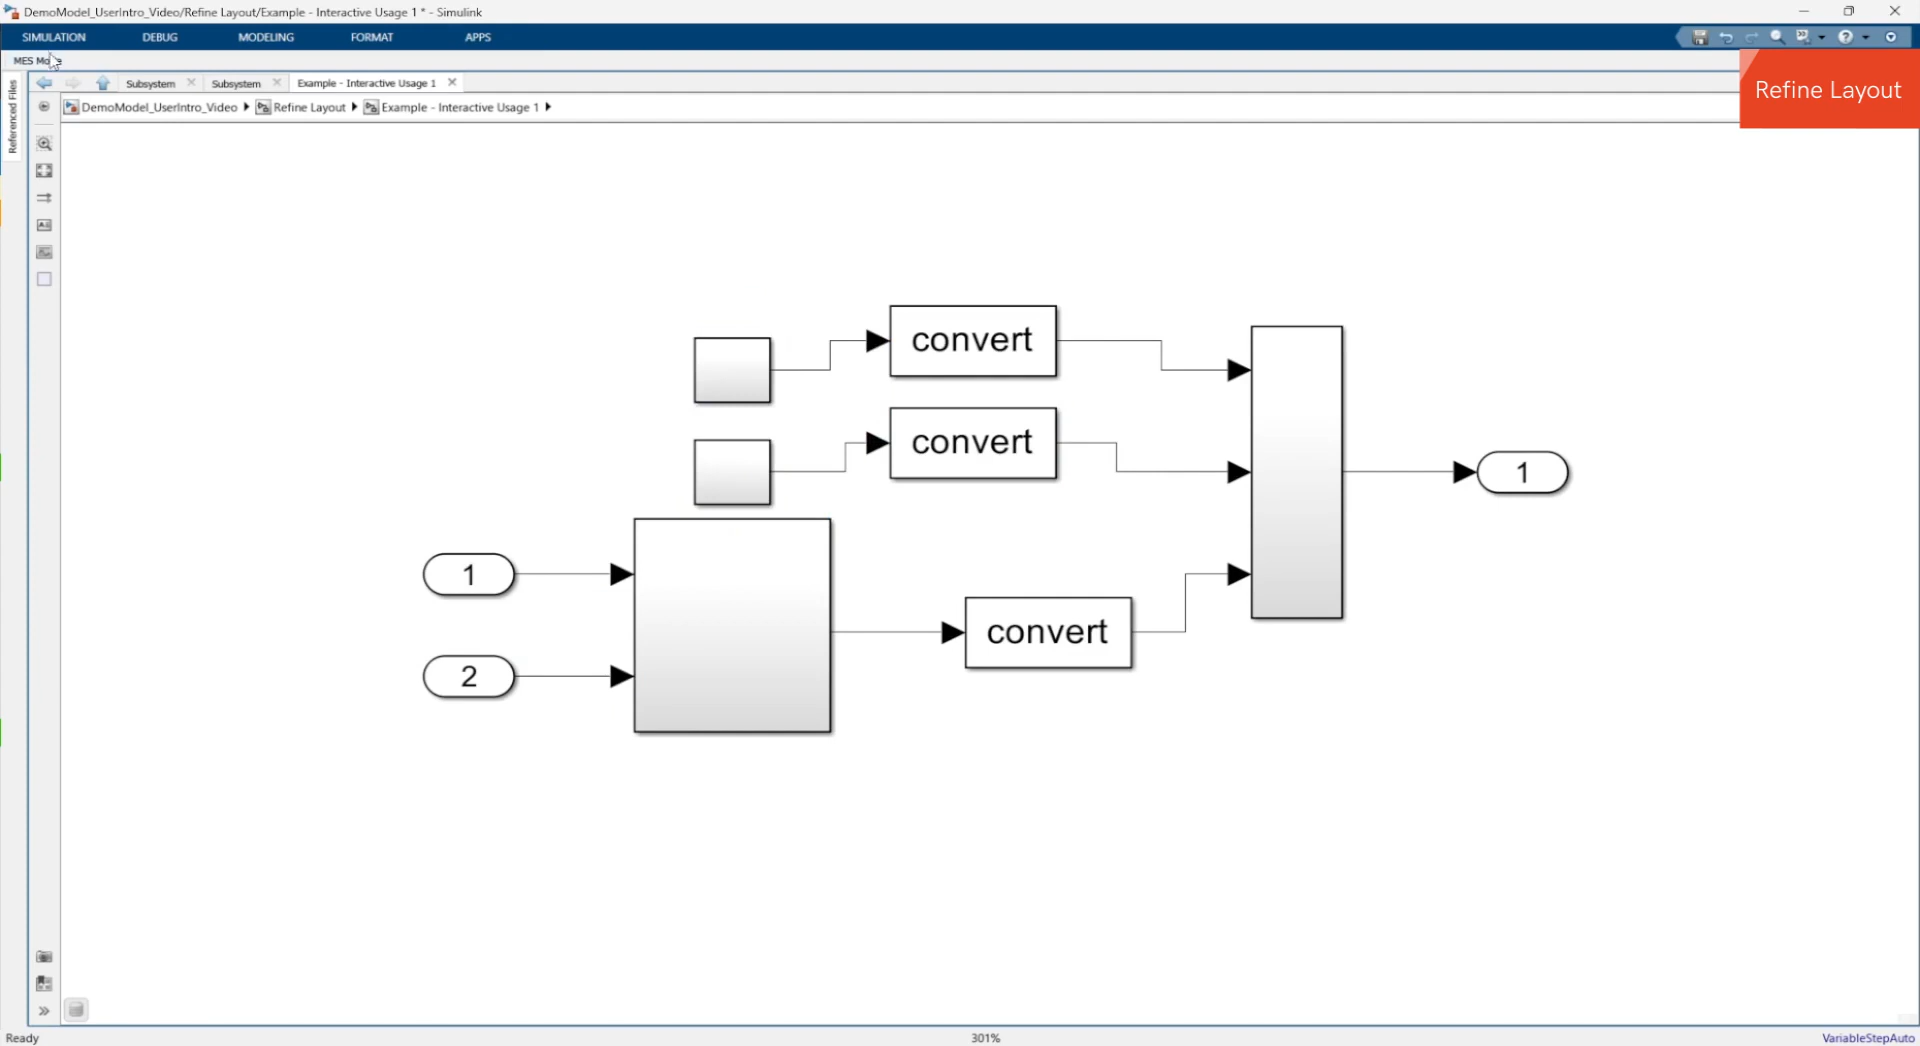 DemoModel_UserIntro_Video/Refine Layout/Example - Interactive Usage 1 * - Simulink
SIMULATION
DEBUG
MODELING
FORMAT
APPS
MES
Refine Layout
Referenced Files
Subsystem
Subsystem
Example - Interactive Usage 1
DemoModel_UserIntro_Video
Refine Layout
Example - Interactive Usage 1
convert
convert
1
1
convert
2
Ready
301%
VariableStepAuto